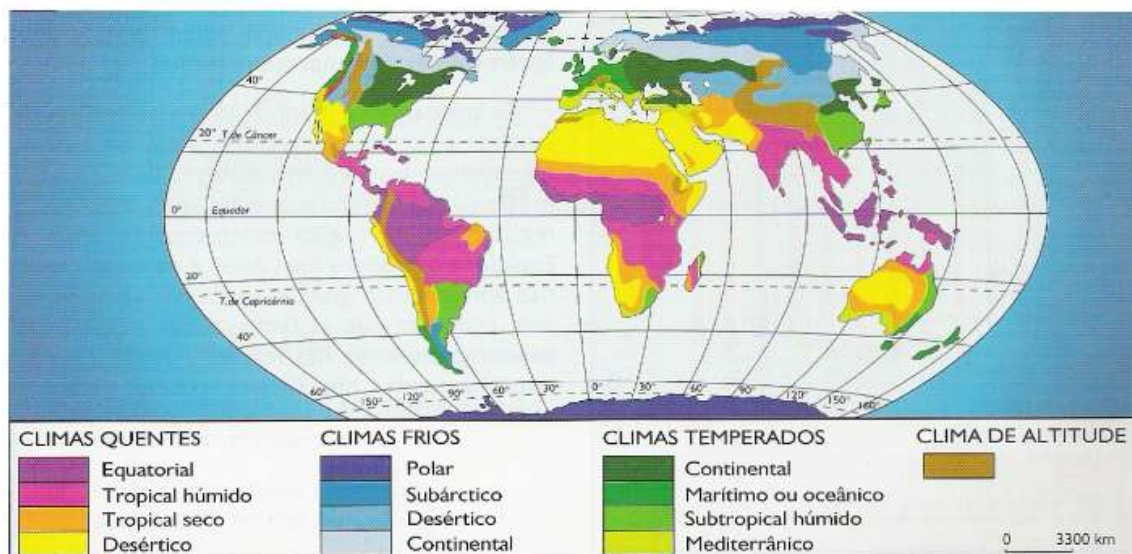 40°
20°
T. de Câncer
0°
Equador
20°
T. de Capricórnio
40°
60°
150°
120°
90°
60°
30°
0°
30°
60°
90°
120°
150°
160°
CLIMAS QUENTES
Equatorial
Tropical húmido
Tropical seco
Desértico
CLIMAS FRIOS
Polar
Subárctico
Desértico
Continental
CLIMAS TEMPERADOS
Continental
Marítimo ou oceânico
Subtropical húmido
Mediterrânico
CLIMA DE ALTITUDE
0 3300 km